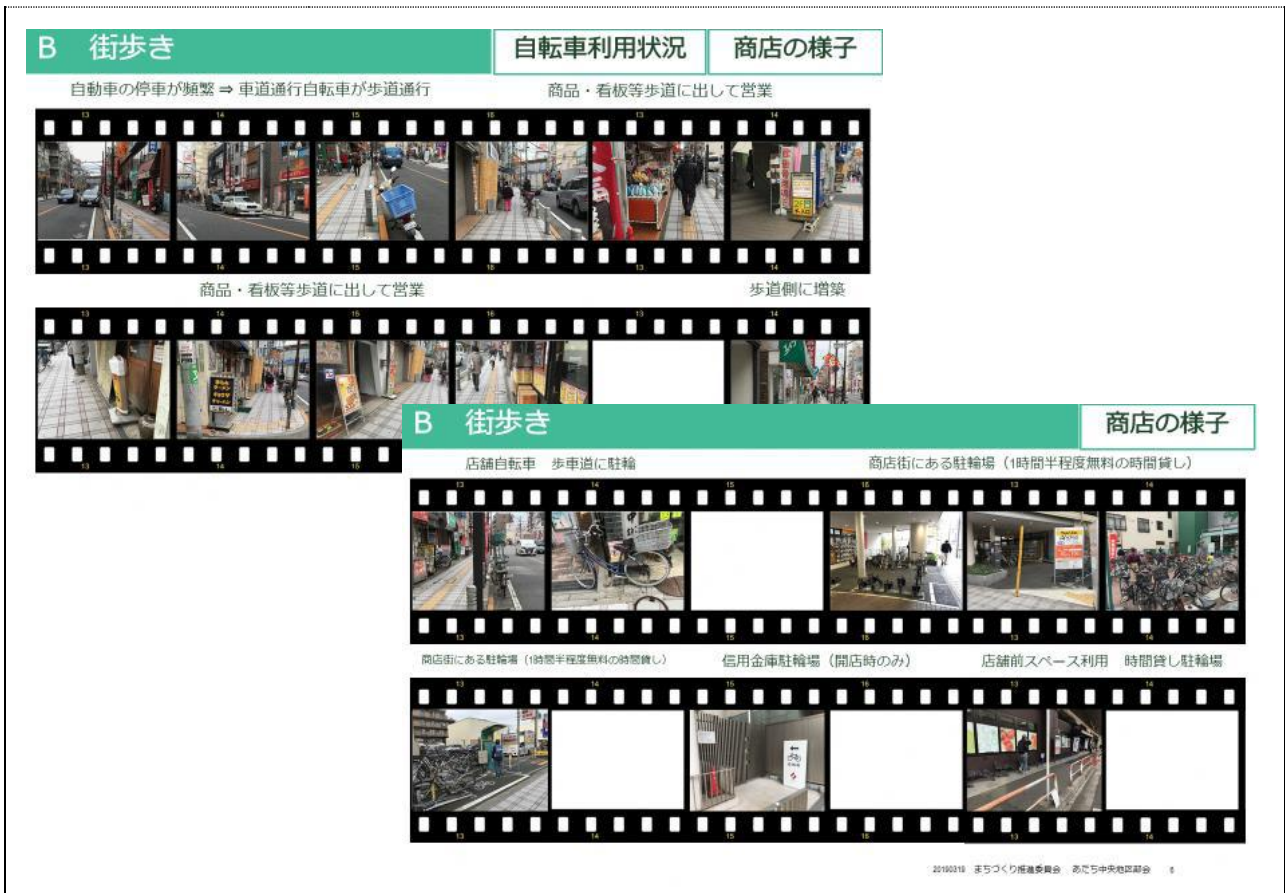 B 街歩き
自転車利用状況
商店の様子
自動車の停車が頻繁 ⇒ 車道通行自転車が歩道通行
商品・看板等歩道に出して営業
商品・看板等歩道に出して営業
歩道側に増築
B 街歩き
商店の様子
店舗自転車 歩車道に駐輪
商店街にある駐輪場（1時間半程度無料の時間貸し）
商店街にある駐輪場（1時間半程度無料の時間貸し）
信用金庫駐輪場（開店時のみ）
店舗前スペース利用 時間貸し駐輪場
20190319 まちづくり推進委員会 あだち中央地区部会 6